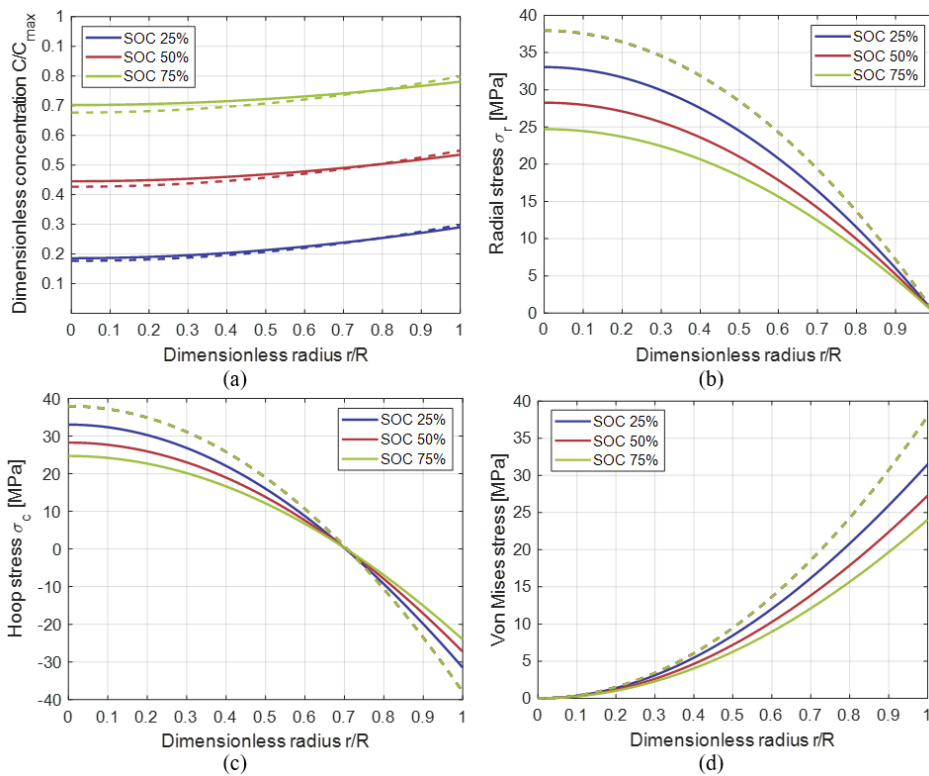 Dimensionless concentration C/C_max
1
0.9
0.8
0.7
0.6
0.5
0.4
0.3
0.2
0.1
SOC 25%
SOC 50%
SOC 75%
0 0.1 0.2 0.3 0.4 0.5 0.6 0.7 0.8 0.9 1
Dimensionless radius r/R
(a)
Radial stress σ_r [MPa]
40
35
30
25
20
15
10
5
0
SOC 25%
SOC 50%
SOC 75%
0 0.1 0.2 0.3 0.4 0.5 0.6 0.7 0.8 0.9
Dimensionless radius r/R
(b)
Hoop stress σ_c [MPa]
40
30
20
10
0
-10
-20
-30
-40
SOC 25%
SOC 50%
SOC 75%
0 0.1 0.2 0.3 0.4 0.5 0.6 0.7 0.8 0.9 1
Dimensionless radius r/R
(c)
Von Mises stress [MPa]
40
35
30
25
20
15
10
5
0
SOC 25%
SOC 50%
SOC 75%
0 0.1 0.2 0.3 0.4 0.5 0.6 0.7 0.8 0.9 1
Dimensionless radius r/R
(d)